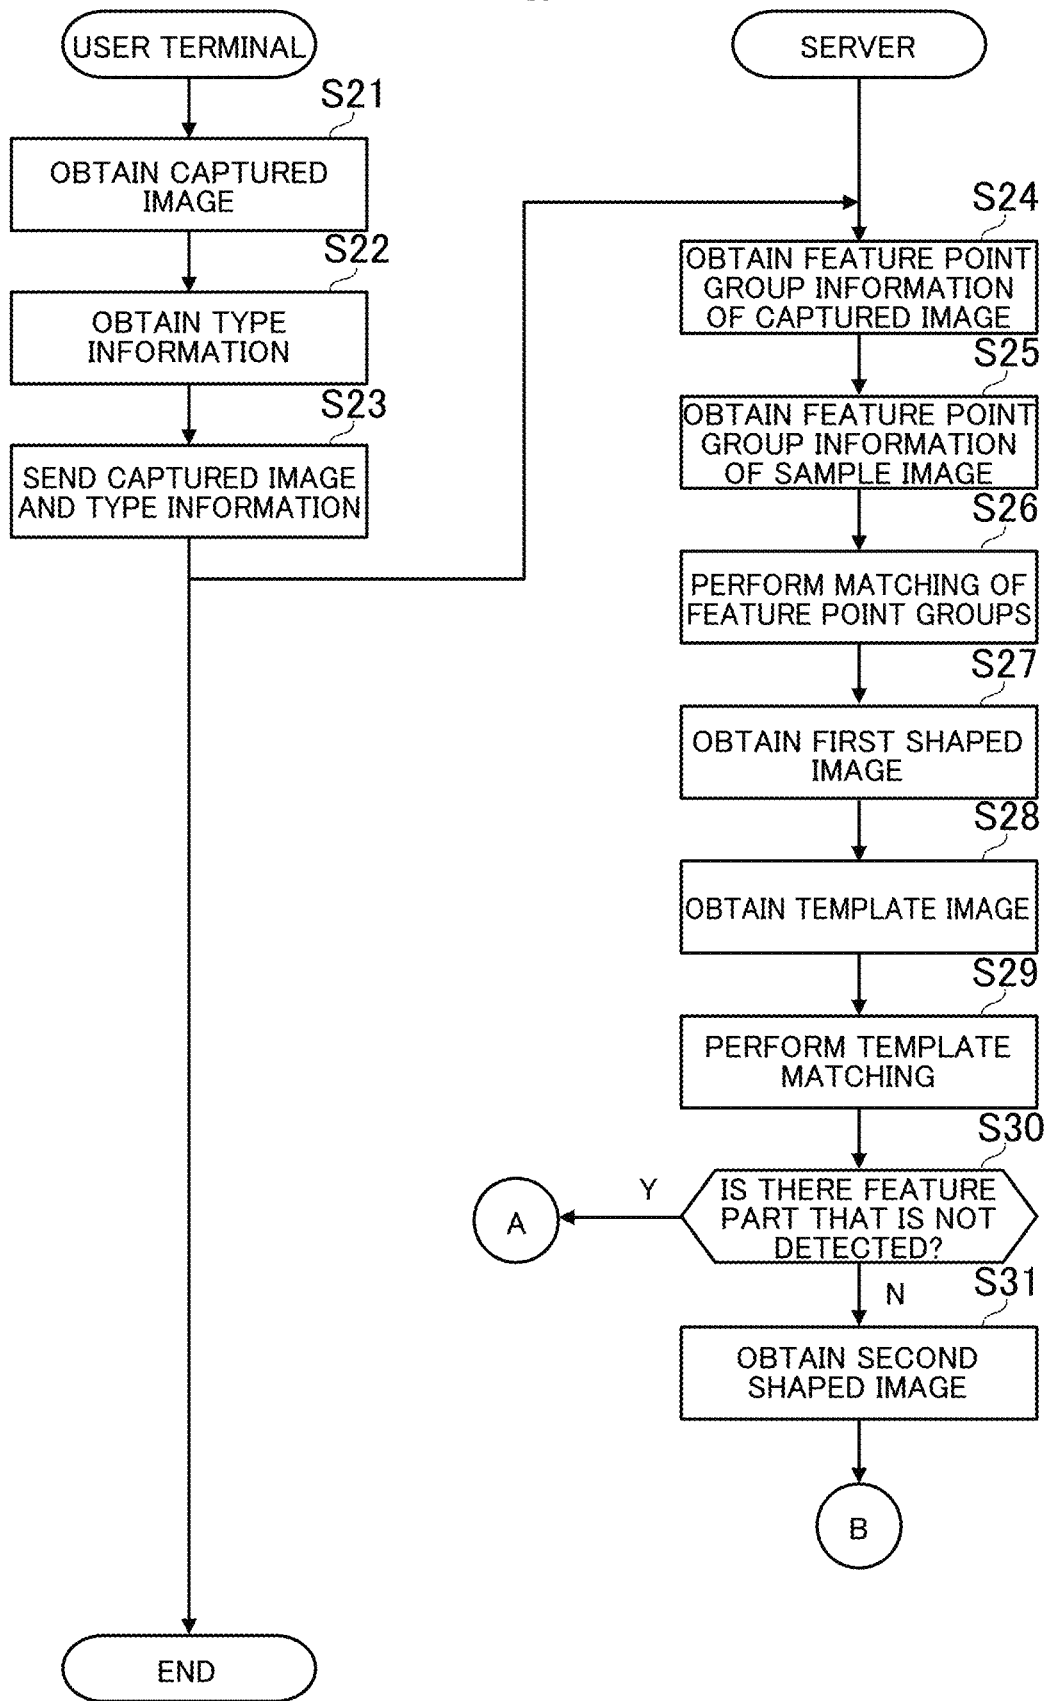 USER TERMINAL
S21
OBTAIN CAPTURED
IMAGE
S22
OBTAIN TYPE
INFORMATION
S23
SEND CAPTURED IMAGE
AND TYPE INFORMATION
END
SERVER
S24
OBTAIN FEATURE POINT
GROUP INFORMATION
OF CAPTURED IMAGE
S25
OBTAIN FEATURE POINT
GROUP INFORMATION
OF SAMPLE IMAGE
S26
PERFORM MATCHING OF
FEATURE POINT GROUPS
S27
OBTAIN FIRST SHAPED
IMAGE
S28
OBTAIN TEMPLATE IMAGE
S29
PERFORM TEMPLATE
MATCHING
S30
IS THERE FEATURE
PART THAT IS NOT
DETECTED?
Y
A
N
S31
OBTAIN SECOND
SHAPED IMAGE
B